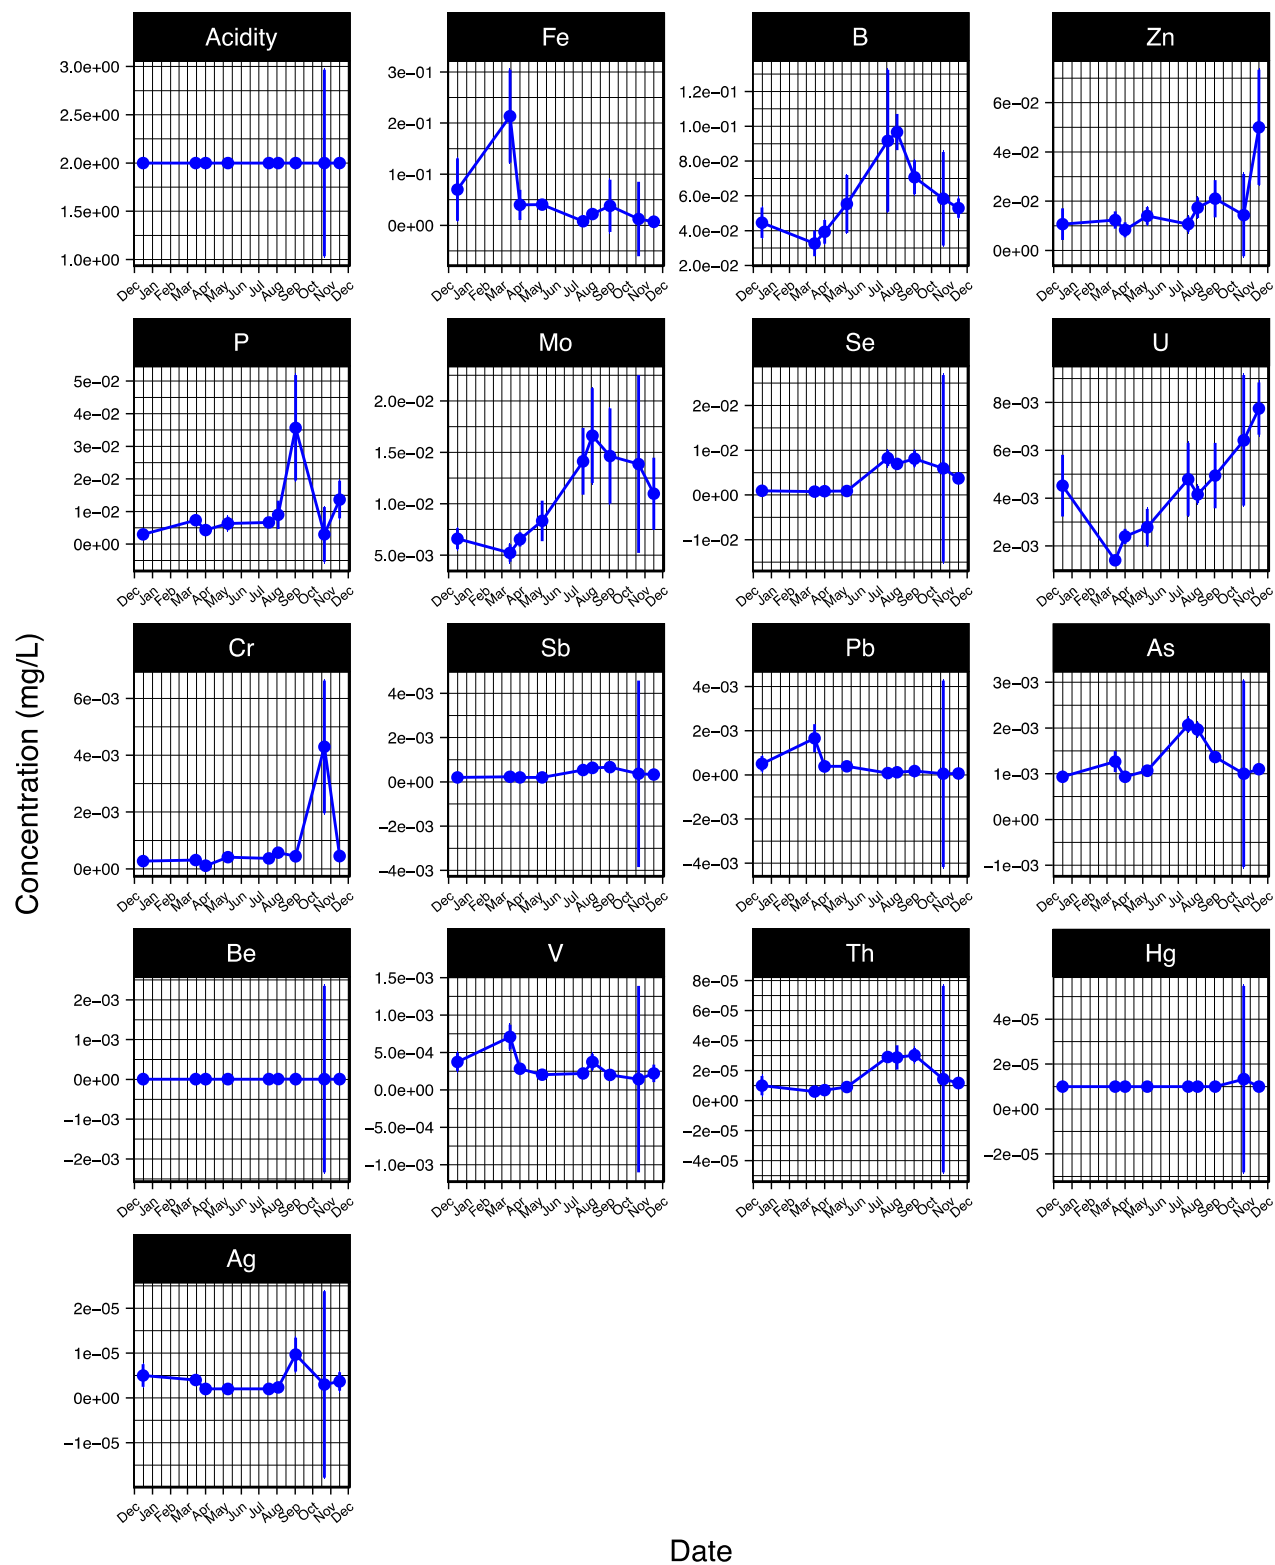 Acidity Fe B Zn
3.0e+00
2.5e+00
2.0e+00
1.5e+00
1.0e+00
3e−01
2e−01
1e−01
0e+00
1.2e−01
1.0e−01
8.0e−02
6.0e−02
4.0e−02
2.0e−02
6e−02
4e−02
2e−02
0e+00
Dec Jan Feb Mar Apr May Jun Jul Aug Sep Oct Nov Dec
Dec Jan Feb Mar Apr May Jun Jul Aug Sep Oct Nov Dec
Dec Jan Feb Mar Apr May Jun Jul Aug Sep Oct Nov Dec
Dec Jan Feb Mar Apr May Jun Jul Aug Sep Oct Nov Dec
P Mo Se U
5e−02
4e−02
3e−02
2e−02
1e−02
0e+00
2.0e−02
1.5e−02
1.0e−02
5.0e−03
2e−02
1e−02
0e+00
−1e−02
8e−03
6e−03
4e−03
2e−03
Dec Jan Feb Mar Apr May Jun Jul Aug Sep Oct Nov Dec
Dec Jan Feb Mar Apr May Jun Jul Aug Sep Oct Nov Dec
Dec Jan Feb Mar Apr May Jun Jul Aug Sep Oct Nov Dec
Dec Jan Feb Mar Apr May Jun Jul Aug Sep Oct Nov Dec
Concentration (mg/L)
Cr Sb Pb As
6e−03
4e−03
2e−03
0e+00
4e−03
2e−03
0e+00
−2e−03
−4e−03
4e−03
2e−03
0e+00
−2e−03
−4e−03
3e−03
2e−03
1e−03
0e+00
−1e−03
Dec Jan Feb Mar Apr May Jun Jul Aug Sep Oct Nov Dec
Dec Jan Feb Mar Apr May Jun Jul Aug Sep Oct Nov Dec
Dec Jan Feb Mar Apr May Jun Jul Aug Sep Oct Nov Dec
Dec Jan Feb Mar Apr May Jun Jul Aug Sep Oct Nov Dec
Be V Th Hg
2e−03
1e−03
0e+00
−1e−03
−2e−03
1.5e−03
1.0e−03
5.0e−04
0.0e+00
−5.0e−04
−1.0e−03
8e−05
6e−05
4e−05
2e−05
0e+00
−2e−05
−4e−05
4e−05
2e−05
0e+00
−2e−05
Dec Jan Feb Mar Apr May Jun Jul Aug Sep Oct Nov Dec
Dec Jan Feb Mar Apr May Jun Jul Aug Sep Oct Nov Dec
Dec Jan Feb Mar Apr May Jun Jul Aug Sep Oct Nov Dec
Dec Jan Feb Mar Apr May Jun Jul Aug Sep Oct Nov Dec
Ag
2e−05
1e−05
0e+00
−1e−05
Dec Jan Feb Mar Apr May Jun Jul Aug Sep Oct Nov Dec
Date